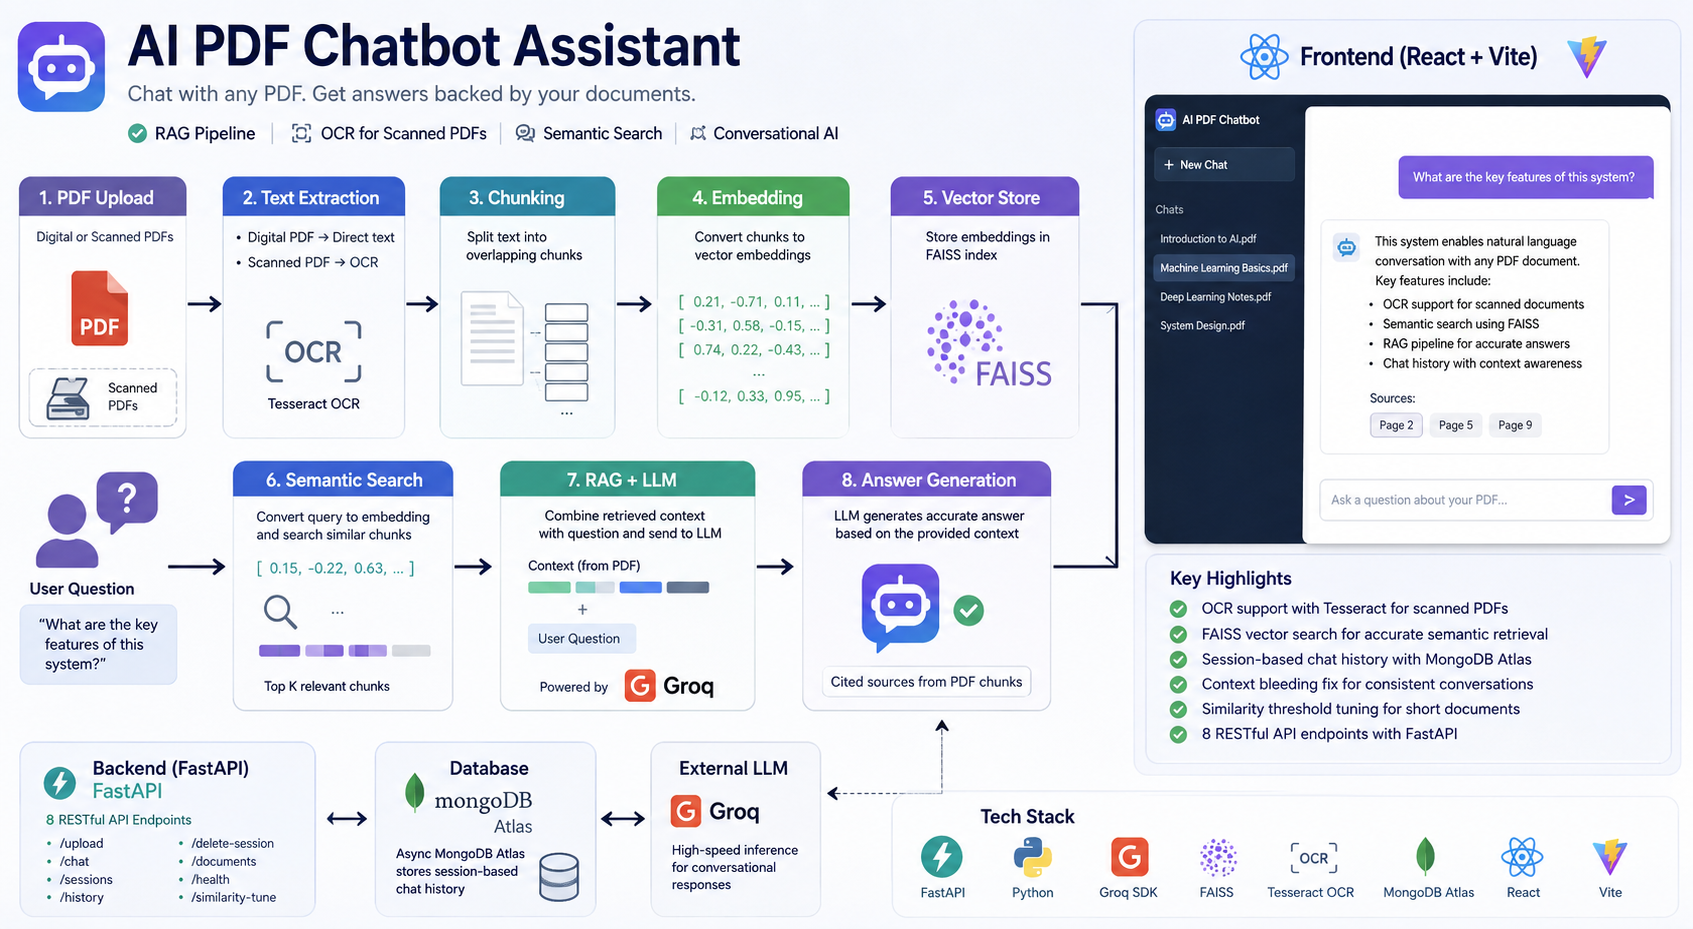 AI PDF Chatbot Assistant
Chat with any PDF. Get answers backed by your documents.
RAG Pipeline
OCR for Scanned PDFs
Semantic Search
Conversational AI
1. PDF Upload
Digital or Scanned PDFs
PDF
Scanned
PDFs
2. Text Extraction
• Digital PDF → Direct text
• Scanned PDF → OCR
OCR
Tesseract OCR
3. Chunking
Split text into
overlapping chunks
...
4. Embedding
Convert chunks to
vector embeddings
[ 0.21, -0.71, 0.11, ... ]
[ -0.31, 0.58, -0.15, ... ]
[ 0.74, 0.22, -0.43, ... ]
...
[ -0.12, 0.33, 0.95, ... ]
5. Vector Store
Store embeddings in
FAISS index
FAISS
?
User Question
“What are the key
features of this
system?”
6. Semantic Search
Convert query to embedding
and search similar chunks
[ 0.15, -0.22, 0.63, ... ]
...
Top K relevant chunks
7. RAG + LLM
Combine retrieved context
with question and send to LLM
Context (from PDF)
+
User Question
Powered by
G Groq
8. Answer Generation
LLM generates accurate answer
based on the provided context
Cited sources from PDF chunks
Backend (FastAPI)
FastAPI
8 RESTful API Endpoints
• /upload
• /chat
• /sessions
• /history
• /delete-session
• /documents
• /health
• /similarity-tune
Database
mongoDB
Atlas
Async MongoDB Atlas
stores session-based
chat history
External LLM
G Groq
High-speed inference
for conversational
responses
Frontend (React + Vite)
AI PDF Chatbot
+ New Chat
Chats
Introduction to AI.pdf
Machine Learning Basics.pdf
Deep Learning Notes.pdf
System Design.pdf
What are the key features of this system?
This system enables natural language
conversation with any PDF document.
Key features include:
• OCR support for scanned documents
• Semantic search using FAISS
• RAG pipeline for accurate answers
• Chat history with context awareness
Sources:
Page 2
Page 5
Page 9
Ask a question about your PDF...
Key Highlights
OCR support with Tesseract for scanned PDFs
FAISS vector search for accurate semantic retrieval
Session-based chat history with MongoDB Atlas
Context bleeding fix for consistent conversations
Similarity threshold tuning for short documents
8 RESTful API endpoints with FastAPI
Tech Stack
FastAPI
Python
G
Groq SDK
FAISS
OCR
Tesseract OCR
MongoDB Atlas
React
Vite